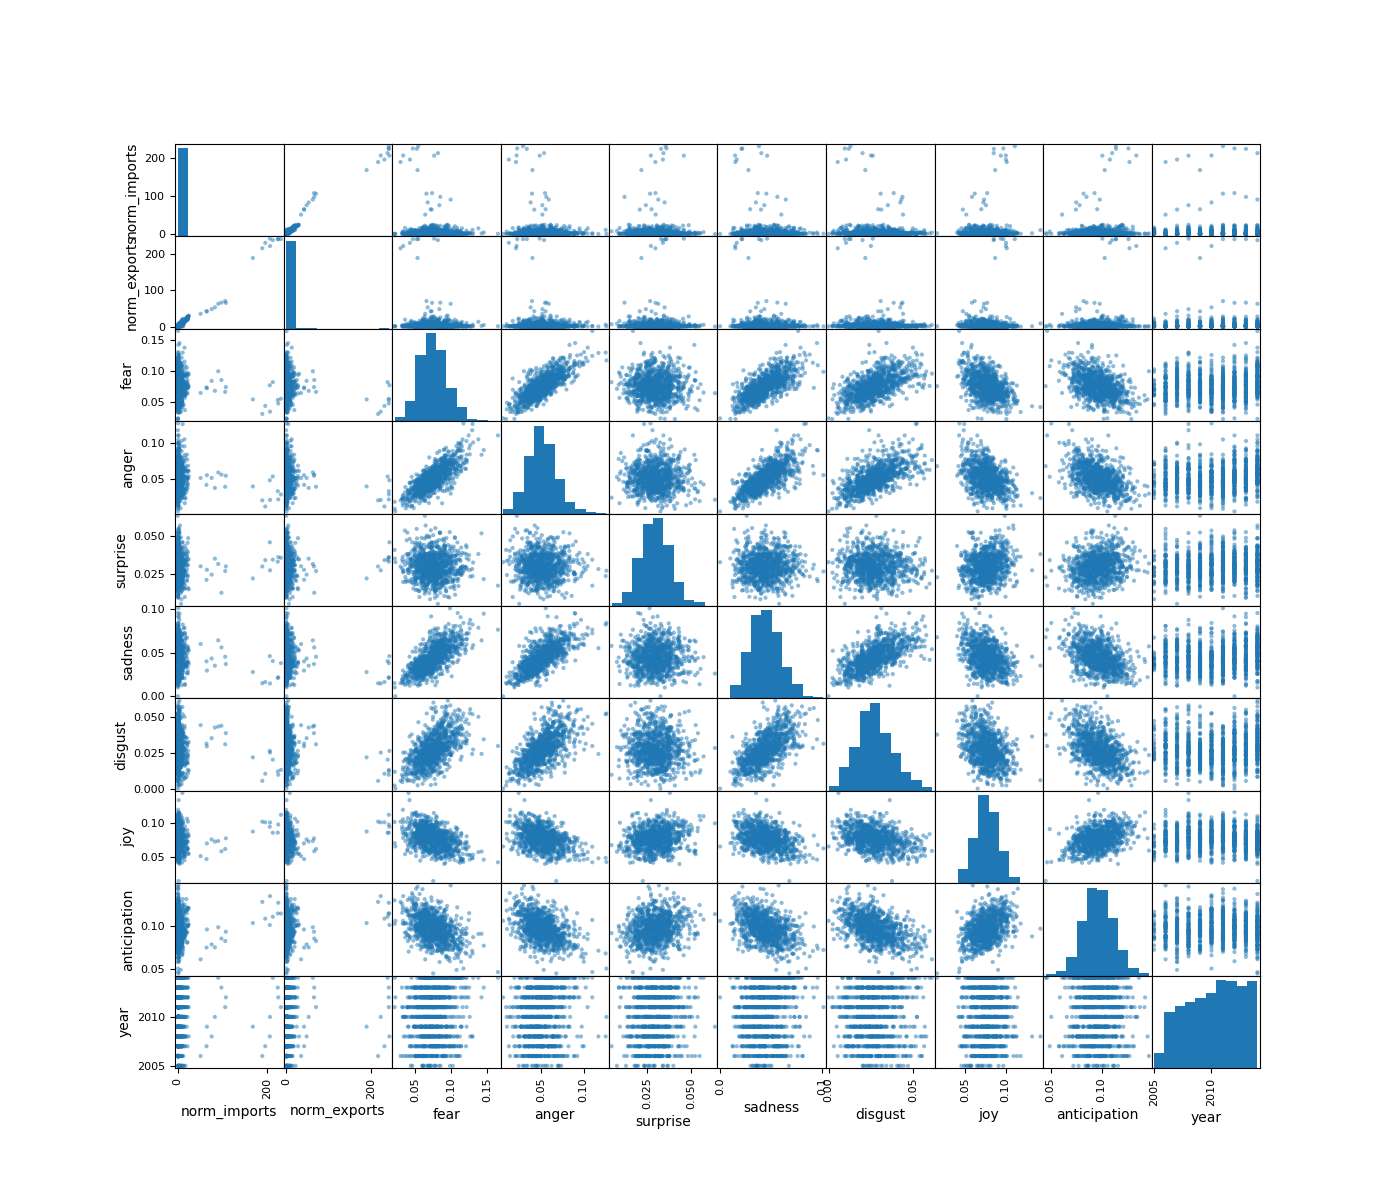 norm_imports
200
100
0
norm_exports
200
100
0
fear
0.15
0.10
0.05
anger
0.10
0.05
surprise
0.050
0.025
sadness
0.10
0.05
0.00
disgust
0.050
0.025
0.000
joy
0.10
0.05
anticipation
0.10
0.05
year
2010
2005
0 200 0 200 0.05 0.10 0.15 0.05 0.10 0.025 0.050 0.0 0.1 0.00 0.05 0.05 0.10 0.05 0.10 2005 2010
norm_imports norm_exports fear anger surprise sadness disgust joy anticipation year